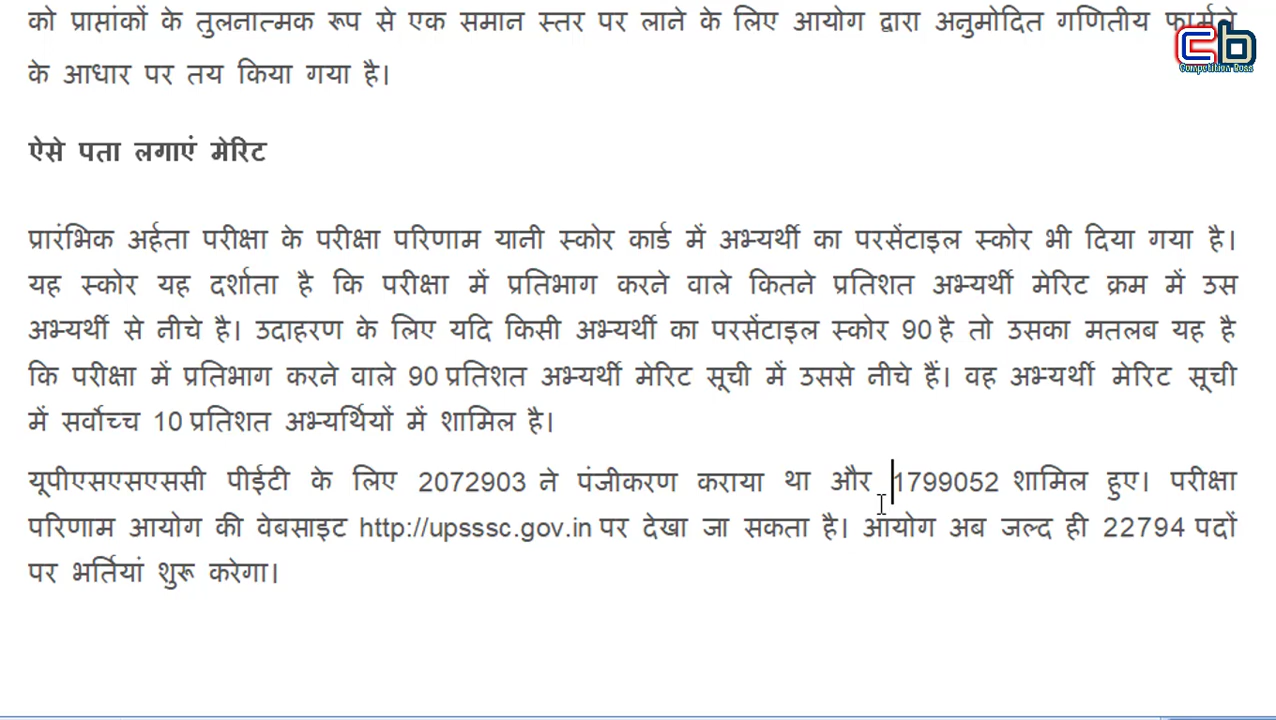 को प्राप्तांकों के तुलनात्मक रूप से एक समान स्तर पर लाने के लिए आयोग द्वारा अनुमोदित गणितीय फार्मूले
के आधार पर तय किया गया है।
cb
Competition Boss
ऐसे पता लगाएं मेरिट
प्रारंभिक अर्हता परीक्षा के परीक्षा परिणाम यानी स्कोर कार्ड में अभ्यर्थी का परसेंटाइल स्कोर भी दिया गया है।
यह स्कोर यह दर्शाता है कि परीक्षा में प्रतिभाग करने वाले कितने प्रतिशत अभ्यर्थी मेरिट क्रम में उस
अभ्यर्थी से नीचे है। उदाहरण के लिए यदि किसी अभ्यर्थी का परसेंटाइल स्कोर 90 है तो उसका मतलब यह है
कि परीक्षा में प्रतिभाग करने वाले 90 प्रतिशत अभ्यर्थी मेरिट सूची में उससे नीचे हैं। वह अभ्यर्थी मेरिट सूची
में सर्वोच्च 10 प्रतिशत अभ्यर्थियों में शामिल है।
यूपीएसएसएससी पीईटी के लिए 2072903 ने पंजीकरण कराया था और 1799052 शामिल हुए। परीक्षा
परिणाम आयोग की वेबसाइट http://upsssc.gov.in पर देखा जा सकता है। आयोग अब जल्द ही 22794 पदों
पर भर्तियां शुरू करेगा।